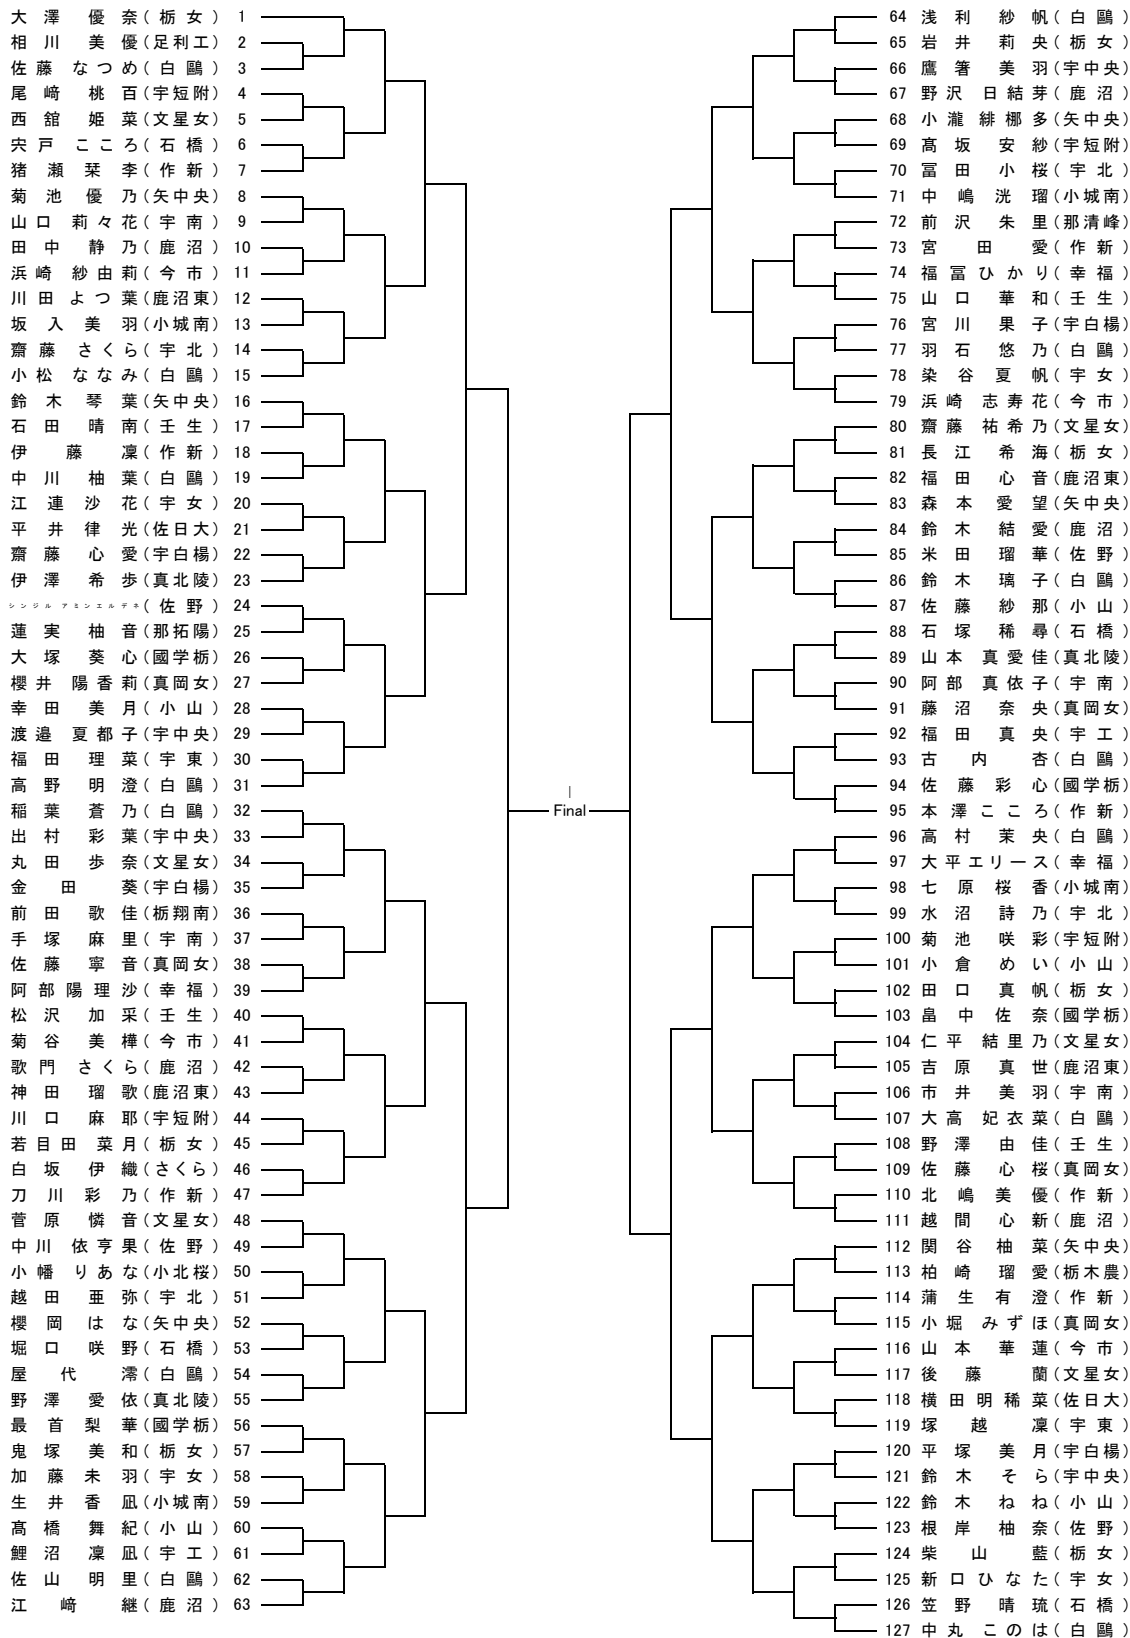 大澤 優奈(栃女) 1
相川 美優(足利工) 2
佐藤 なつめ(白鷗) 3
尾﨑 桃百(宇短附) 4
西舘 姫菜(文星女) 5
宍戸 こころ(石橋) 6
猪瀬 栞李(作新) 7
菊池 優乃(矢中央) 8
山口 莉々花(宇南) 9
田中 静乃(鹿沼) 10
浜崎 紗由莉(今市) 11
川田 よつ葉(鹿沼東) 12
坂入 美羽(小城南) 13
齋藤 さくら(宇北) 14
小松 ななみ(白鷗) 15
鈴木 琴葉(矢中央) 16
石田 晴南(壬生) 17
伊藤 凜(作新) 18
中川 柚葉(白鷗) 19
江連 沙花(宇女) 20
平井 律光(佐日大) 21
齋藤 心愛(宇白楊) 22
伊澤 希歩(真北陵) 23
シンジル アミンエルデネ(佐野) 24
蓮実 柚音(那拓陽) 25
大塚 葵心(國学栃) 26
櫻井 陽香莉(真岡女) 27
幸田 美月(小山) 28
渡邉 夏都子(宇中央) 29
福田 理菜(宇東) 30
高野 明澄(白鷗) 31
稲葉 蒼乃(白鷗) 32
出村 彩葉(宇中央) 33
丸田 歩奈(文星女) 34
金田 葵(宇白楊) 35
前田 歌佳(栃翔南) 36
手塚 麻里(宇南) 37
佐藤 寧音(真岡女) 38
阿部 陽理沙(幸福) 39
松沢 加采(壬生) 40
菊谷 美樺(今市) 41
歌門 さくら(鹿沼) 42
神田 瑠歌(鹿沼東) 43
川口 麻耶(宇短附) 44
若目田 菜月(栃女) 45
白坂 伊織(さくら) 46
刀川 彩乃(作新) 47
菅原 憐音(文星女) 48
中川 依亨果(佐野) 49
小幡 りあな(小北桜) 50
越田 亜弥(宇北) 51
櫻岡 はな(矢中央) 52
堀口 咲野(石橋) 53
屋代 澪(白鷗) 54
野澤 愛依(真北陵) 55
最首 梨華(國学栃) 56
鬼塚 美和(栃女) 57
加藤 未羽(宇女) 58
生井 香凪(小城南) 59
髙橋 舞紀(小山) 60
鯉沼 凜凪(宇工) 61
佐山 明里(白鷗) 62
江﨑 継(鹿沼) 63
Final
64 浅利 紗帆(白鷗)
65 岩井 莉央(栃女)
66 鷹箸 美羽(宇中央)
67 野沢 日結芽(鹿沼)
68 小瀧 緋梛多(矢中央)
69 髙坂 安紗(宇短附)
70 冨田 小桜(宇北)
71 中嶋 洸瑠(小城南)
72 前沢 朱里(那清峰)
73 宮田 愛(作新)
74 福冨 ひかり(幸福)
75 山口 華和(壬生)
76 宮川 果子(宇白楊)
77 羽石 悠乃(白鷗)
78 染谷 夏帆(宇女)
79 浜崎 志寿花(今市)
80 齋藤 祐希乃(文星女)
81 長江 希海(栃女)
82 福田 心音(鹿沼東)
83 森本 愛望(矢中央)
84 鈴木 結愛(鹿沼)
85 米田 瑠華(佐野)
86 鈴木 璃子(白鷗)
87 佐藤 紗那(小山)
88 石塚 稀尋(石橋)
89 山本 真愛佳(真北陵)
90 阿部 真依子(宇南)
91 藤沼 奈央(真岡女)
92 福田 真央(宇工)
93 古内 杏(白鷗)
94 佐藤 彩心(國学栃)
95 本澤 こころ(作新)
96 高村 茉央(白鷗)
97 大平 エリース(幸福)
98 七原 桜香(小城南)
99 水沼 詩乃(宇北)
100 菊池 咲彩(宇短附)
101 小倉 めい(小山)
102 田口 真帆(栃女)
103 畠中 佐奈(國学栃)
104 仁平 結里乃(文星女)
105 吉原 真世(鹿沼東)
106 市井 美羽(宇南)
107 大高 妃衣菜(白鷗)
108 野澤 由佳(壬生)
109 佐藤 心桜(真岡女)
110 北嶋 美優(作新)
111 越間 心新(鹿沼)
112 関谷 柚菜(矢中央)
113 柏崎 瑠愛(栃木農)
114 蒲生 有澄(作新)
115 小堀 みずほ(真岡女)
116 山本 華蓮(今市)
117 後藤 蘭(文星女)
118 横田 明稀菜(佐日大)
119 塚越 凜(宇東)
120 平塚 美月(宇白楊)
121 鈴木 そら(宇中央)
122 鈴木 ねね(小山)
123 根岸 柚奈(佐野)
124 柴山 藍(栃女)
125 新口 ひなた(宇女)
126 笠野 晴琉(石橋)
127 中丸 このは(白鷗)